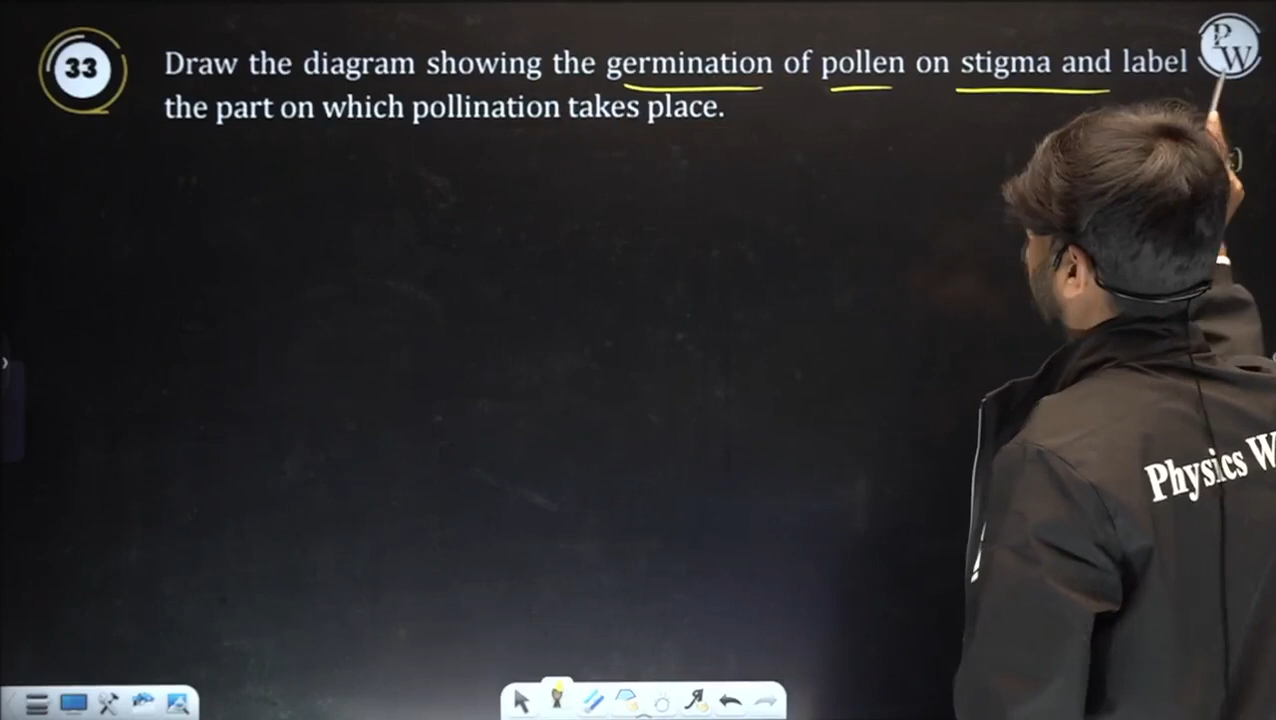 33
Draw the diagram showing the germination of pollen on stigma and label
the part on which pollination takes place.
PW
Physics W